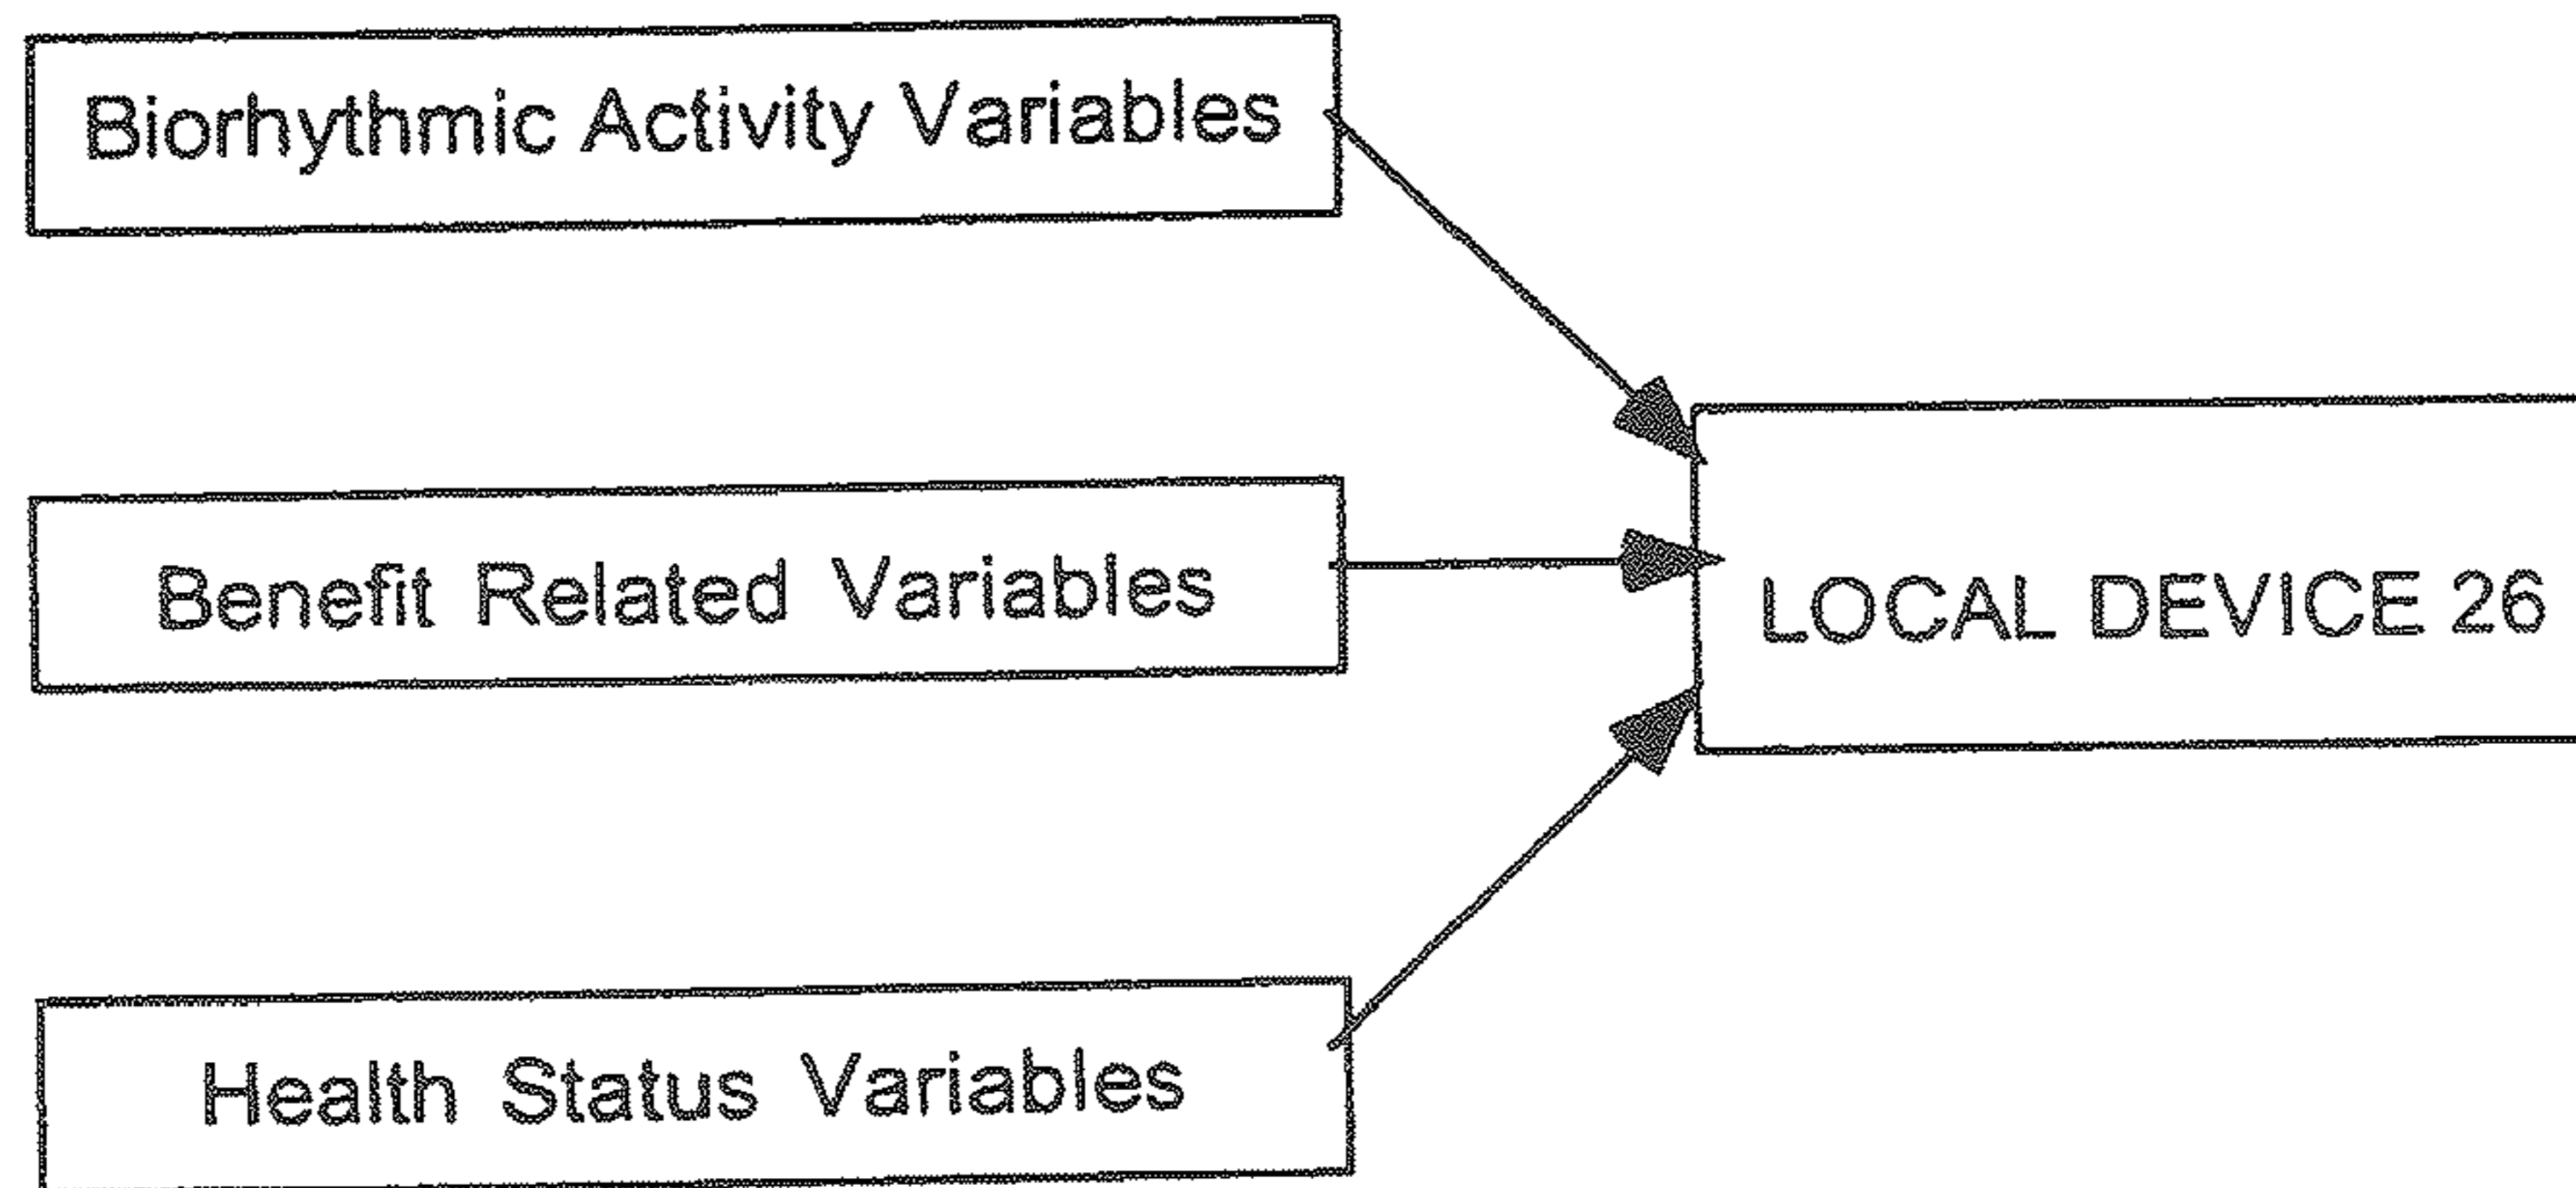 Biorhythmic Activity Variables
Benefit Related Variables
LOCAL DEVICE 26
Health Status Variables